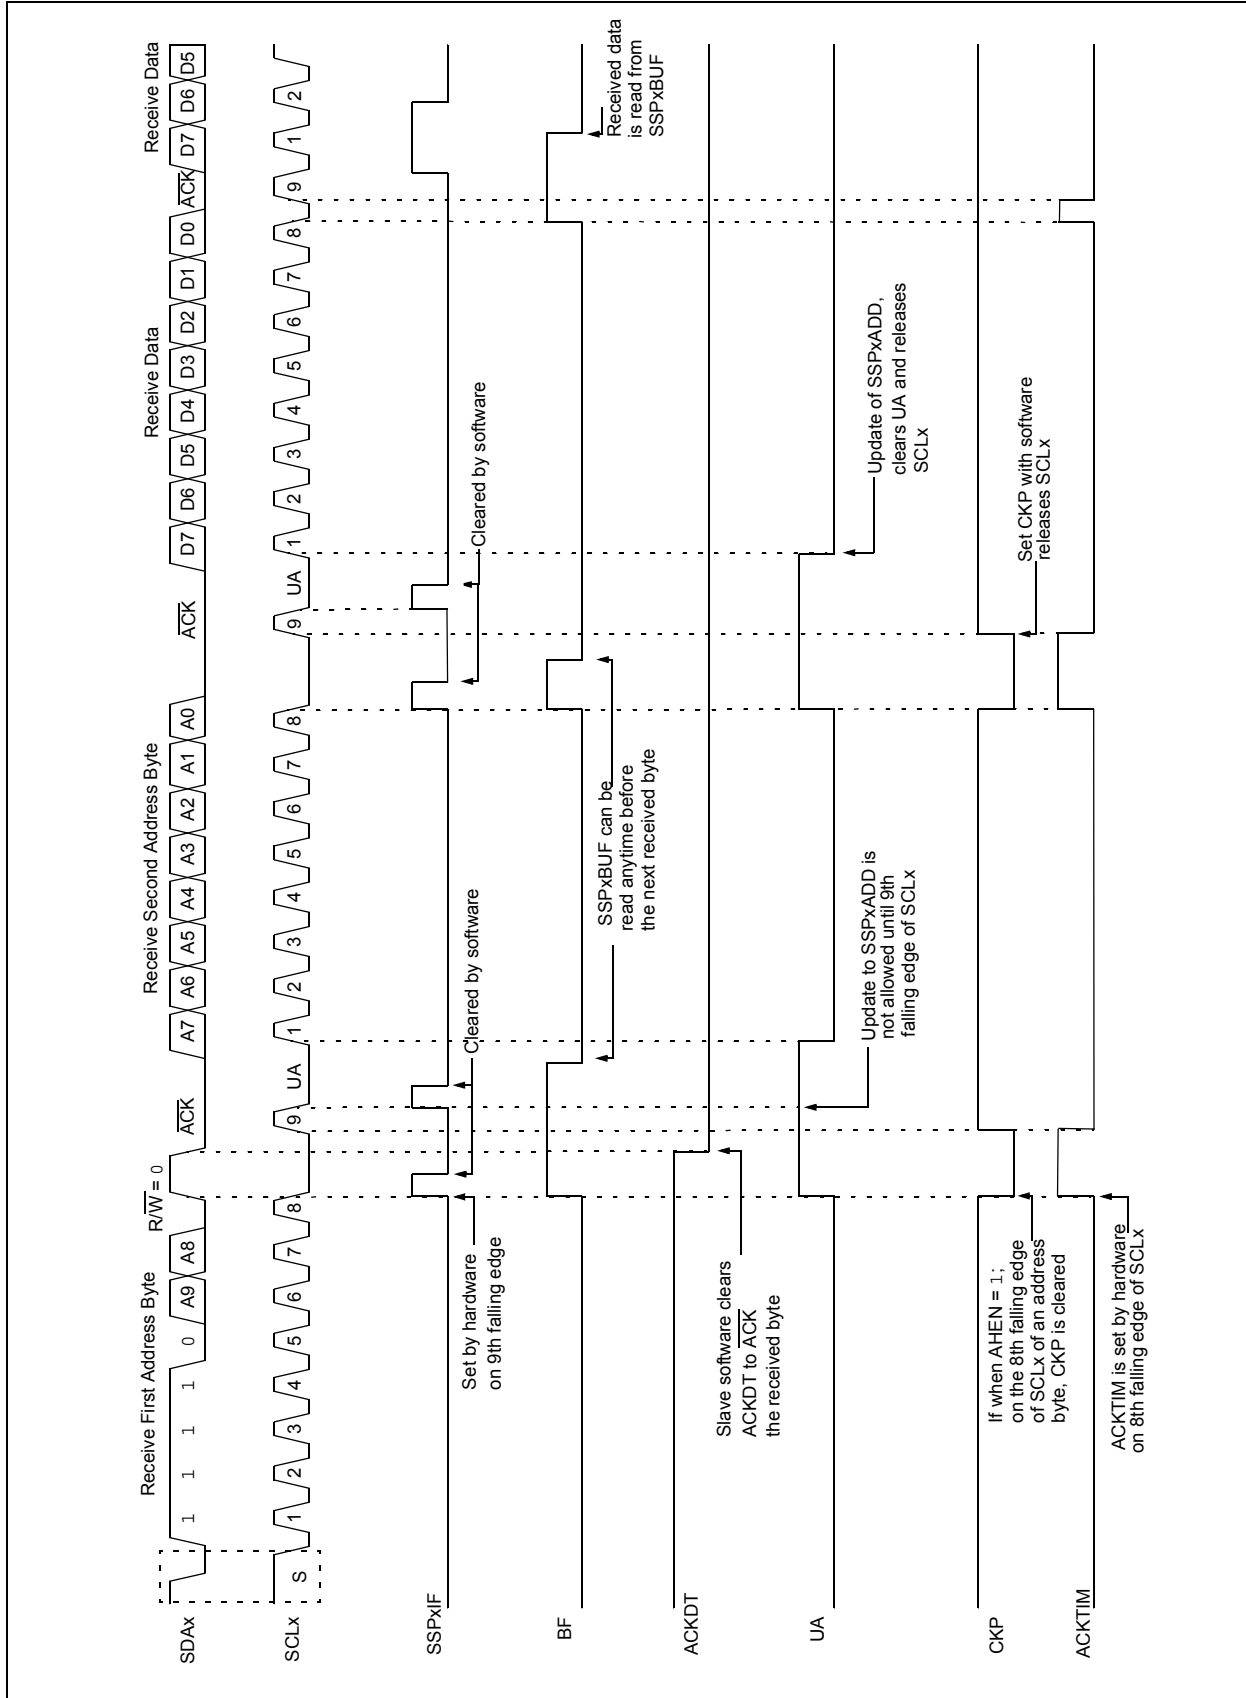 Receive First Address Byte
R/W = 0
Receive Second Address Byte
Receive Data
Receive Data
SDAx
1 1 1 1 0 A9 A8 ACK A7 A6 A5 A4 A3 A2 A1 A0 ACK D7 D6 D5 D4 D3 D2 D1 D0 ACK D7 D6 D5
SCLx
S 1 2 3 4 5 6 7 8 9 UA 1 2 3 4 5 6 7 8 9 UA 1 2 3 4 5 6 7 8 9 1 2
SSPxIF
Set by hardware
on 9th falling edge
Cleared by software
Cleared by software
BF
SSPxBUF can be
read anytime before
the next received byte
Received data
is read from
SSPxBUF
ACKDT
Slave software clears
ACKDT to ACK
the received byte
UA
Update to SSPxADD is
not allowed until 9th
falling edge of SCLx
Update of SSPxADD,
clears UA and releases
SCLx
CKP
If when AHEN = 1;
on the 8th falling edge
of SCLx of an address
byte, CKP is cleared
Set CKP with software
releases SCLx
ACKTIM
ACKTIM is set by hardware
on 8th falling edge of SCLx